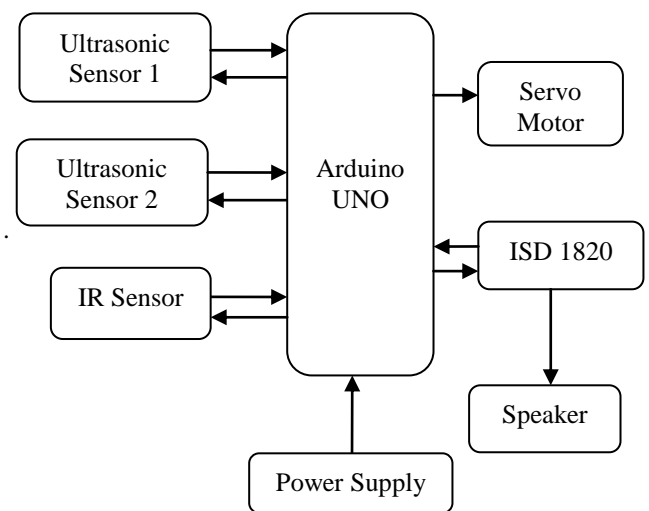 Ultrasonic
Sensor 1
Ultrasonic
Sensor 2
.
IR Sensor
Arduino
UNO
Servo
Motor
ISD 1820
Speaker
Power Supply